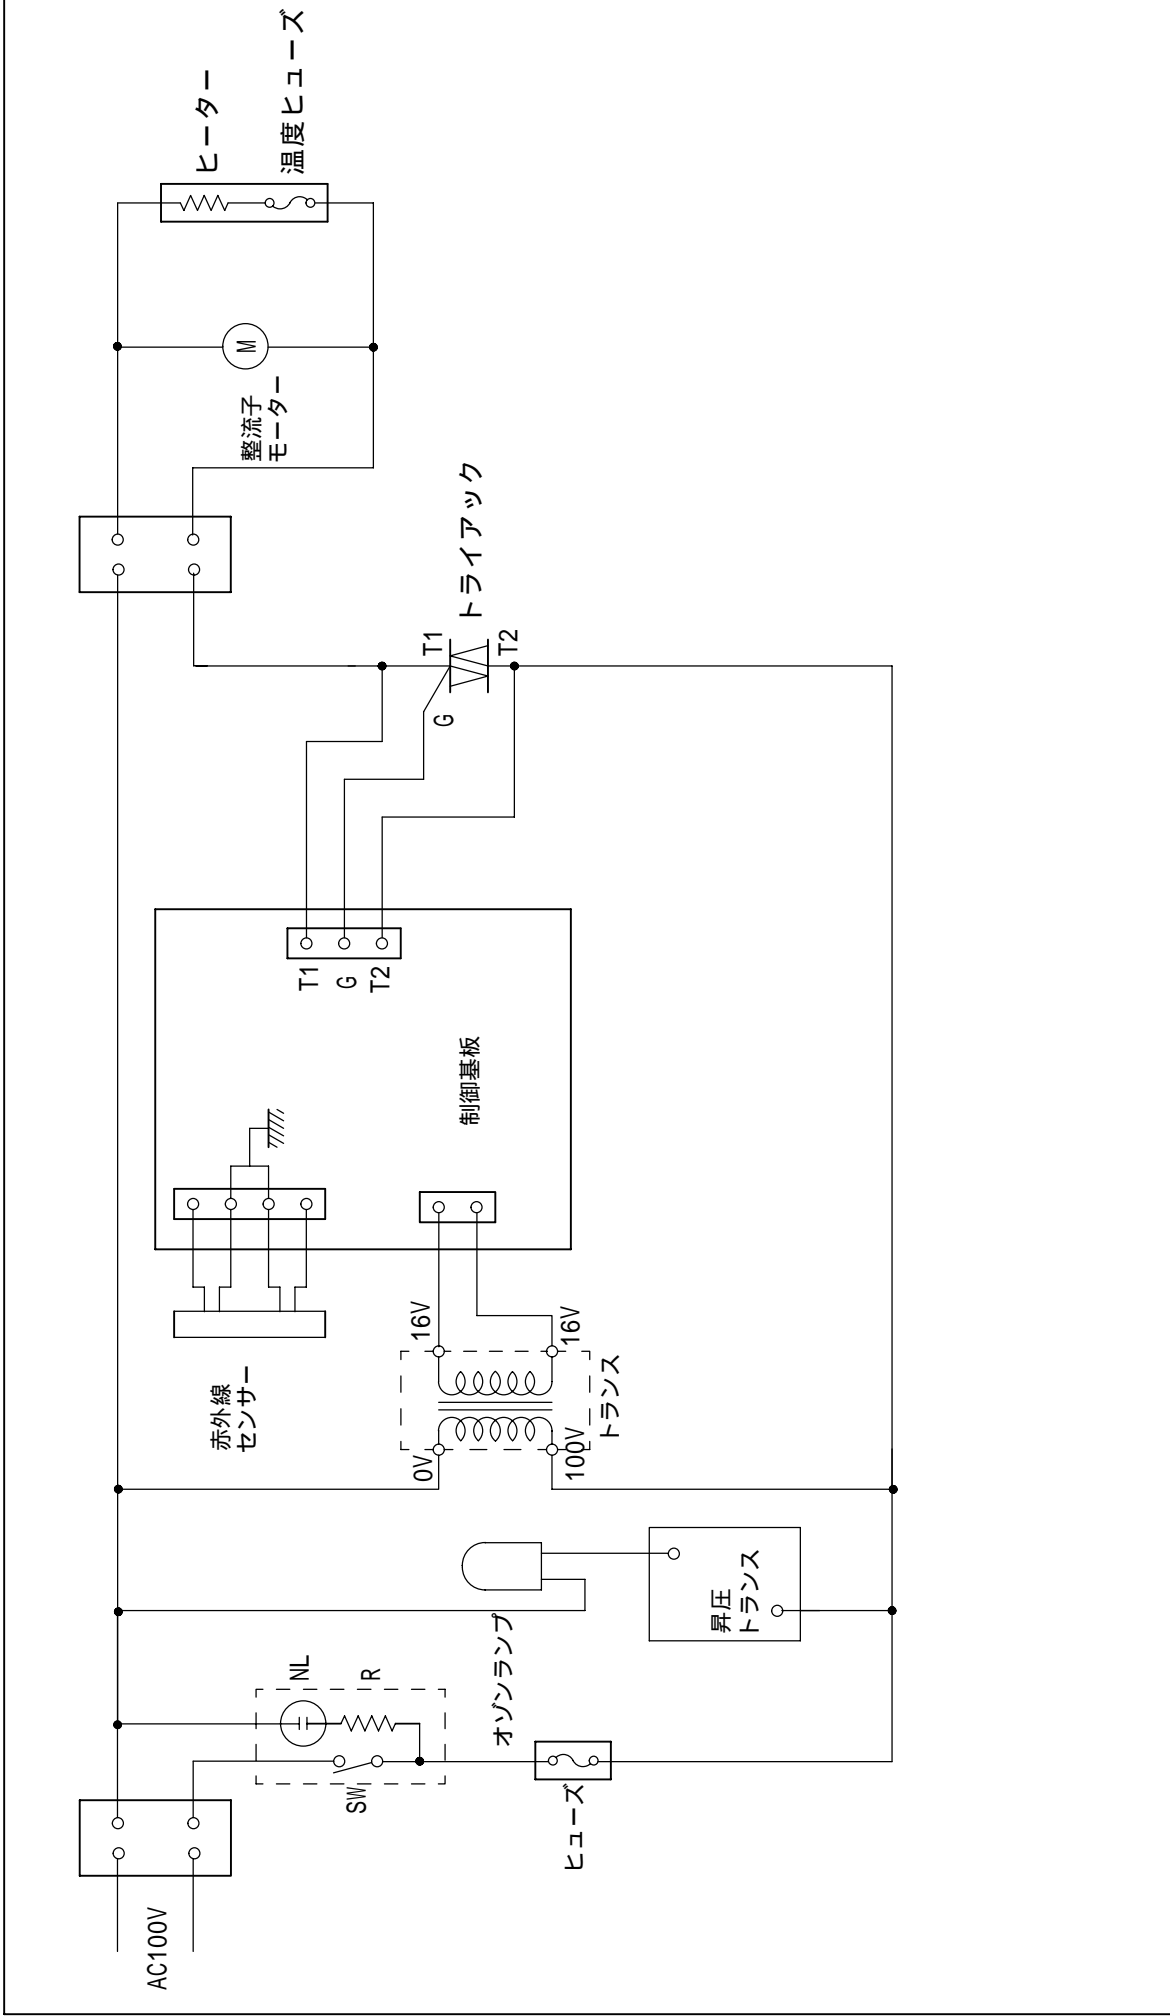 AC100V
SW
NL
R
ヒューズ
オゾンランプ
昇圧
トランス
0V
100V
16V
16V
トランス
赤外線
センサー
制御基板
T1
G
T2
G
T1
T2
トライアック
整流子
モーター
M
ヒーター
温度ヒューズ